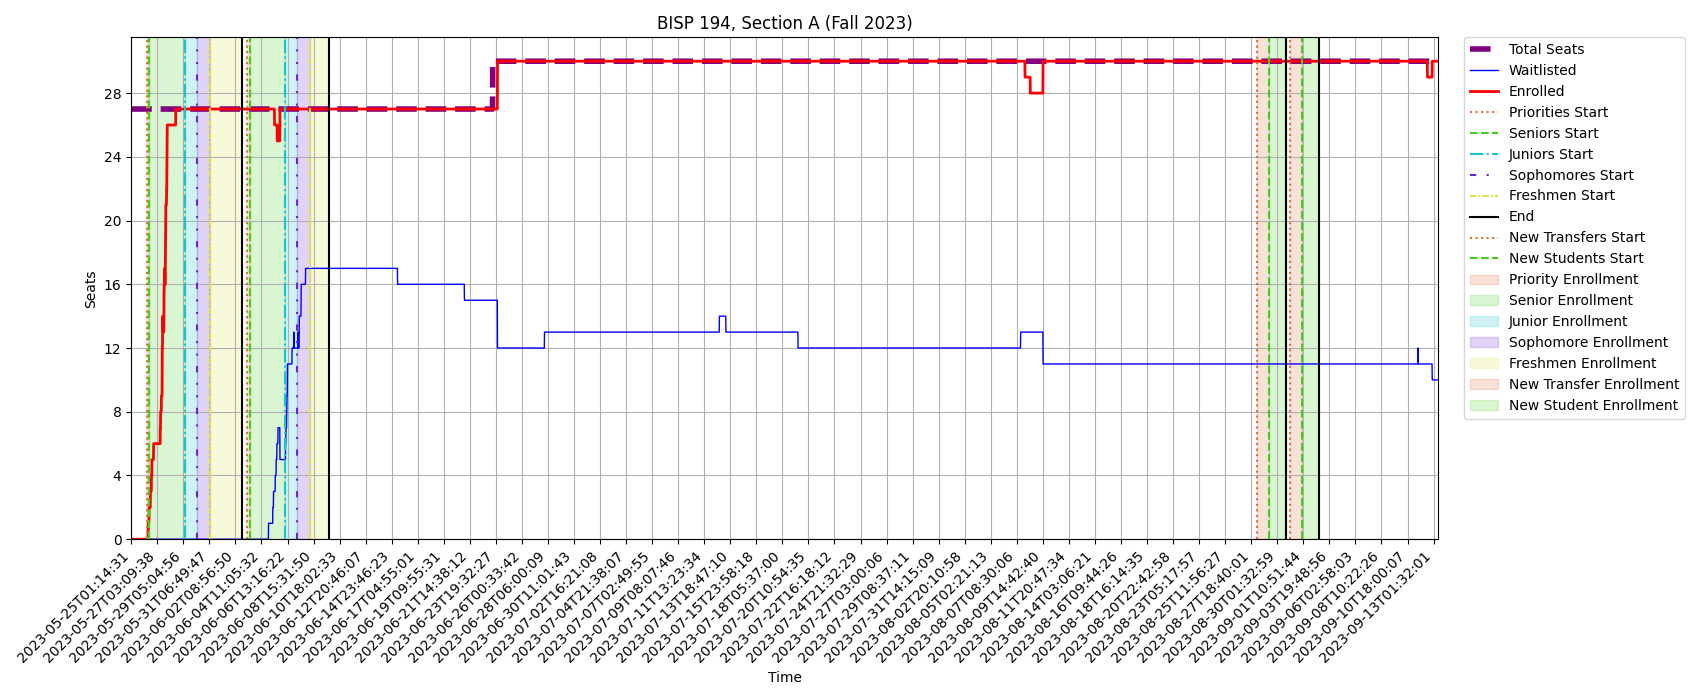 BISP 194, Section A (Fall 2023)
Seats
28
24
20
16
12
8
4
0
2023-05-25T01:14:31
2023-05-27T03:09:38
2023-05-29T05:04:56
2023-05-31T06:49:47
2023-06-02T08:56:50
2023-06-04T11:05:32
2023-06-06T13:16:22
2023-06-08T15:31:50
2023-06-10T18:02:33
2023-06-12T20:46:07
2023-06-14T23:46:23
2023-06-17T04:55:01
2023-06-19T09:55:31
2023-06-21T14:38:12
2023-06-23T19:32:27
2023-06-26T00:33:42
2023-06-28T06:00:09
2023-06-30T11:01:43
2023-07-02T16:21:08
2023-07-04T21:38:07
2023-07-07T02:49:55
2023-07-09T08:07:46
2023-07-11T13:23:34
2023-07-13T18:47:10
2023-07-15T23:58:18
2023-07-18T05:37:00
2023-07-20T10:54:35
2023-07-22T16:18:12
2023-07-24T21:32:29
2023-07-27T03:00:06
2023-07-29T08:37:11
2023-07-31T14:15:09
2023-08-02T20:10:58
2023-08-05T02:21:13
2023-08-07T08:30:06
2023-08-09T14:42:40
2023-08-11T20:47:34
2023-08-14T03:06:21
2023-08-16T09:44:26
2023-08-18T16:14:35
2023-08-20T22:42:58
2023-08-23T05:17:57
2023-08-25T11:56:27
2023-08-27T18:40:01
2023-08-30T01:32:59
2023-09-01T10:51:44
2023-09-03T19:48:56
2023-09-06T02:58:03
2023-09-08T10:22:26
2023-09-10T18:00:07
2023-09-13T01:32:01
Time
Total Seats
Waitlisted
Enrolled
Priorities Start
Seniors Start
Juniors Start
Sophomores Start
Freshmen Start
End
New Transfers Start
New Students Start
Priority Enrollment
Senior Enrollment
Junior Enrollment
Sophomore Enrollment
Freshmen Enrollment
New Transfer Enrollment
New Student Enrollment